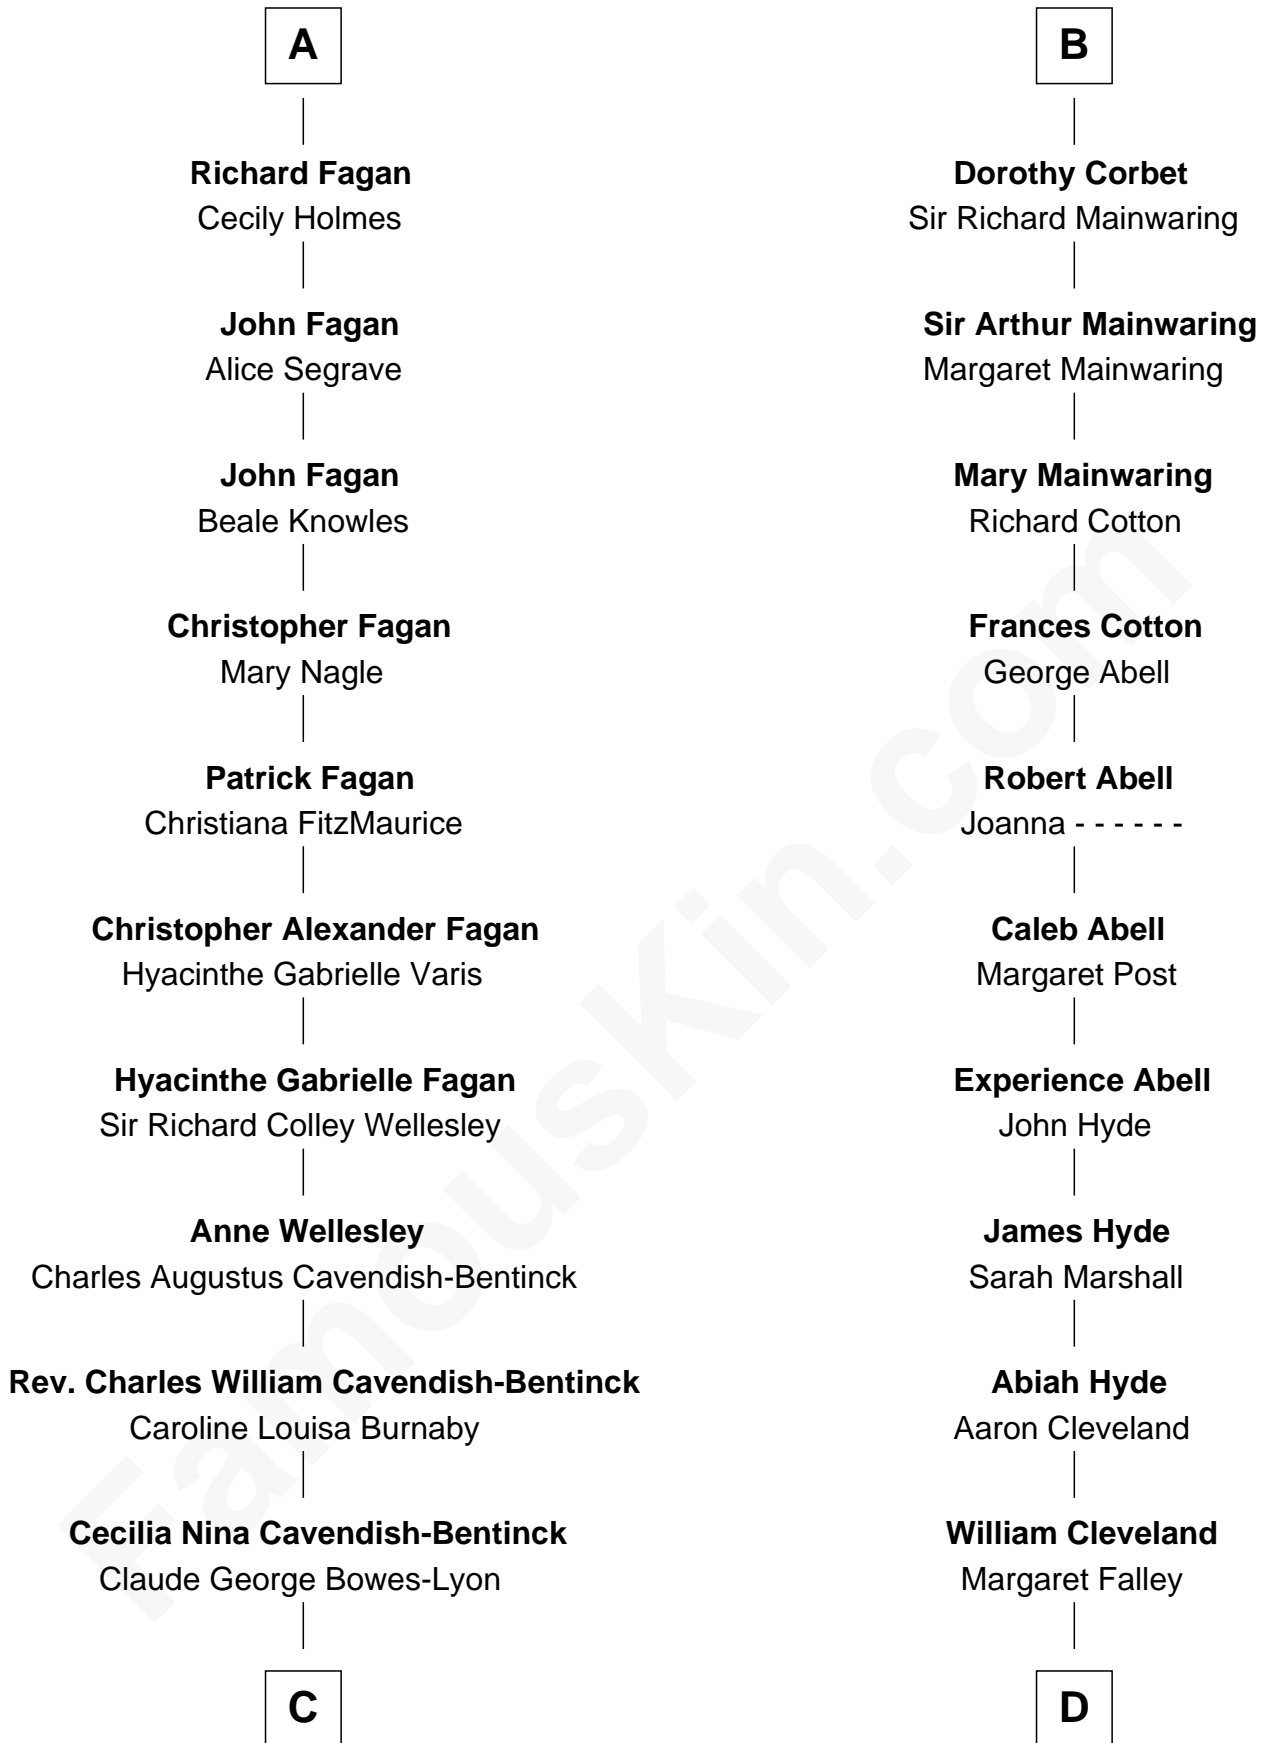 A
Richard Fagan
Cecily Holmes
John Fagan
Alice Segrave
John Fagan
Beale Knowles
Christopher Fagan
Mary Nagle
Patrick Fagan
Christiana FitzMaurice
Christopher Alexander Fagan
Hyacinthe Gabrielle Varis
Hyacinthe Gabrielle Fagan
Sir Richard Colley Wellesley
Anne Wellesley
Charles Augustus Cavendish-Bentinck
Rev. Charles William Cavendish-Bentinck
Caroline Louisa Burnaby
Cecilia Nina Cavendish-Bentinck
Claude George Bowes-Lyon
C
B
Dorothy Corbet
Sir Richard Mainwaring
Sir Arthur Mainwaring
Margaret Mainwaring
Mary Mainwaring
Richard Cotton
Frances Cotton
George Abell
Robert Abell
Joanna - - - - - -
Caleb Abell
Margaret Post
Experience Abell
John Hyde
James Hyde
Sarah Marshall
Abiah Hyde
Aaron Cleveland
William Cleveland
Margaret Falley
D
FamousKin.com